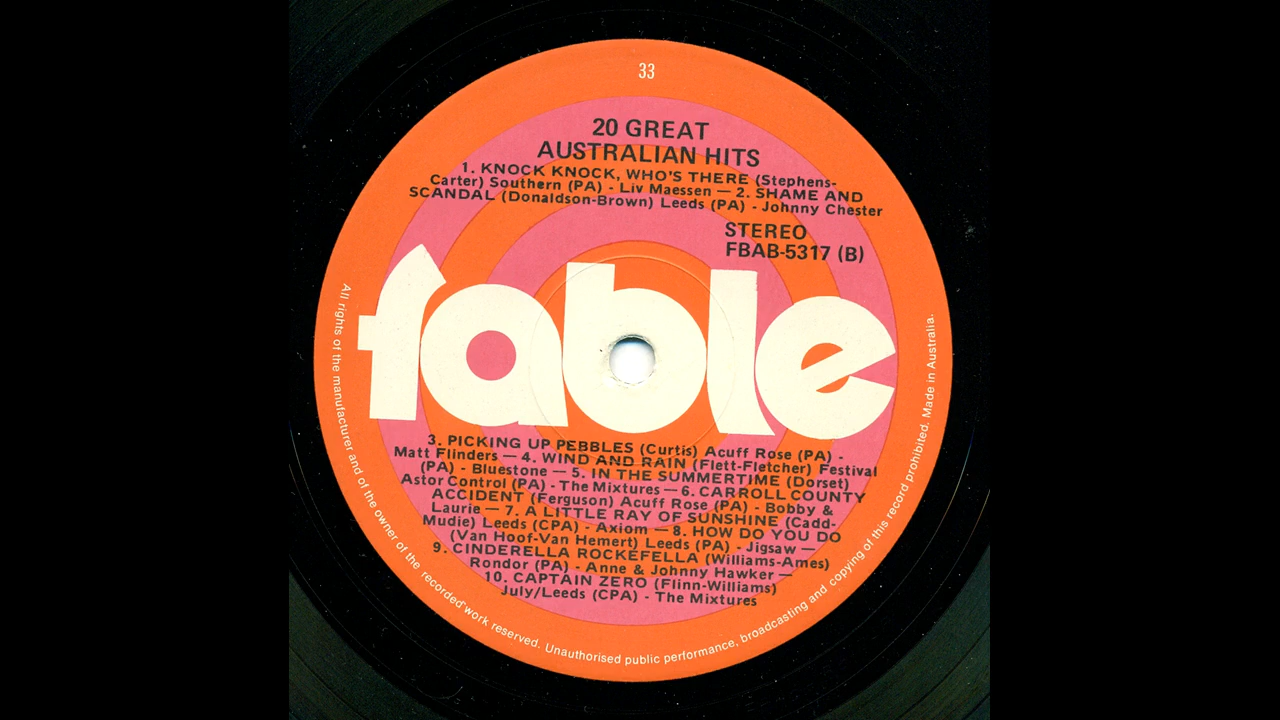 33
20 GREAT
AUSTRALIAN HITS
1. KNOCK KNOCK, WHO'S THERE (Stephens-
Carter) Southern (PA) - Liv Maessen — 2. SHAME AND
SCANDAL (Donaldson-Brown) Leeds (PA) - Johnny Chester
STEREO
FBAB-5317 (B)
fable
3. PICKING UP PEBBLES (Curtis) Acuff Rose (PA) -
Matt Flinders — 4. WIND AND RAIN (Flett-Fletcher) Festival
(PA) - Bluestone — 5. IN THE SUMMERTIME (Dorset)
Astor Control (PA) - The Mixtures — 6. CARROLL COUNTY
ACCIDENT (Ferguson) Acuff Rose (PA) - Bobby &
Laurie — 7. A LITTLE RAY OF SUNSHINE (Cadd-
Mudie) Leeds (CPA) - Axiom — 8. HOW DO YOU DO
(Van Hoof-Van Hemert) Leeds (PA) - Jigsaw —
9. CINDERELLA ROCKEFELLA (Williams-Ames)
Rondor (PA) - Anne & Johnny Hawker —
10. CAPTAIN ZERO (Flinn-Williams)
July/Leeds (CPA) - The Mixtures
All rights of the manufacturer and of the owner of the recorded work reserved. Unauthorised public performance, broadcasting and copying of this record prohibited. Made in Australia.